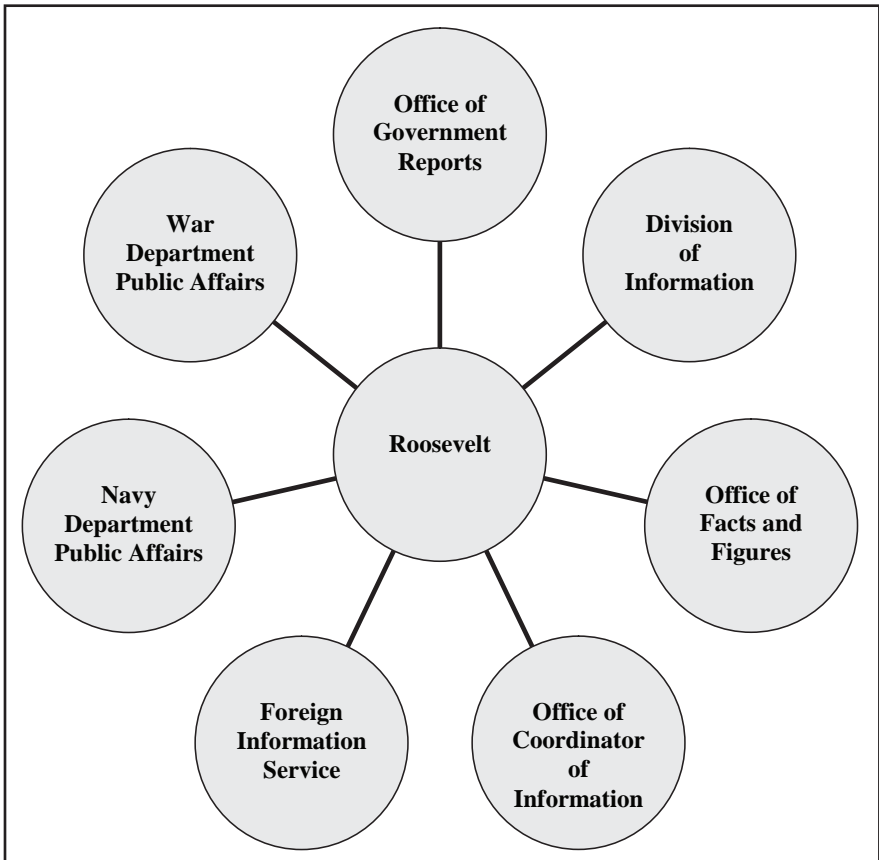 Office of
Government
Reports
War
Department
Public Affairs
Division
of
Information
Roosevelt
Navy
Department
Public Affairs
Office of
Facts and
Figures
Foreign
Information
Service
Office of
Coordinator
of
Information